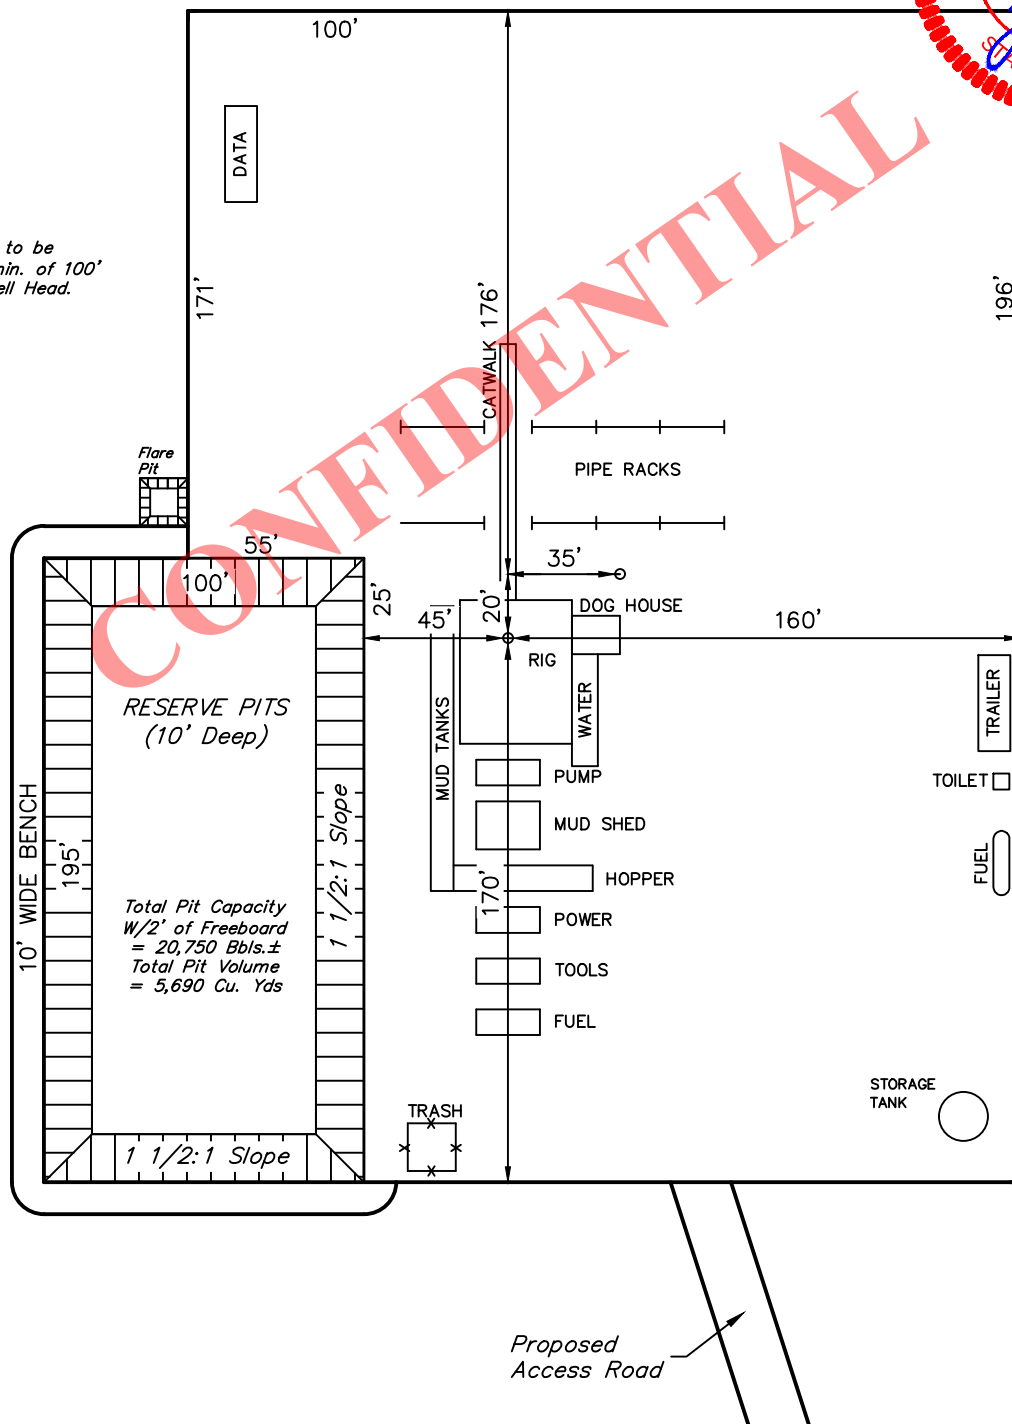 100'
DATA
to be
min. of 100'
Head.
171'
CATWALK 176'
196'
CONFIDENTIAL
Flare
Pit
PIPE RACKS
55'
100'
35'
25'
45'
20'
DOG HOUSE
160'
RIG
RESERVE PITS
(10' Deep)
MUD TANKS
WATER
TRAILER
PUMP
TOILET
MUD SHED
10' WIDE BENCH
195'
1 1/2:1 Slope
FUEL
HOPPER
170'
Total Pit Capacity
W/2' of Freeboard
= 20,750 Bbls.±
Total Pit Volume
= 5,690 Cu. Yds
POWER
TOOLS
FUEL
STORAGE
TANK
TRASH
1 1/2:1 Slope
Proposed
Access Road